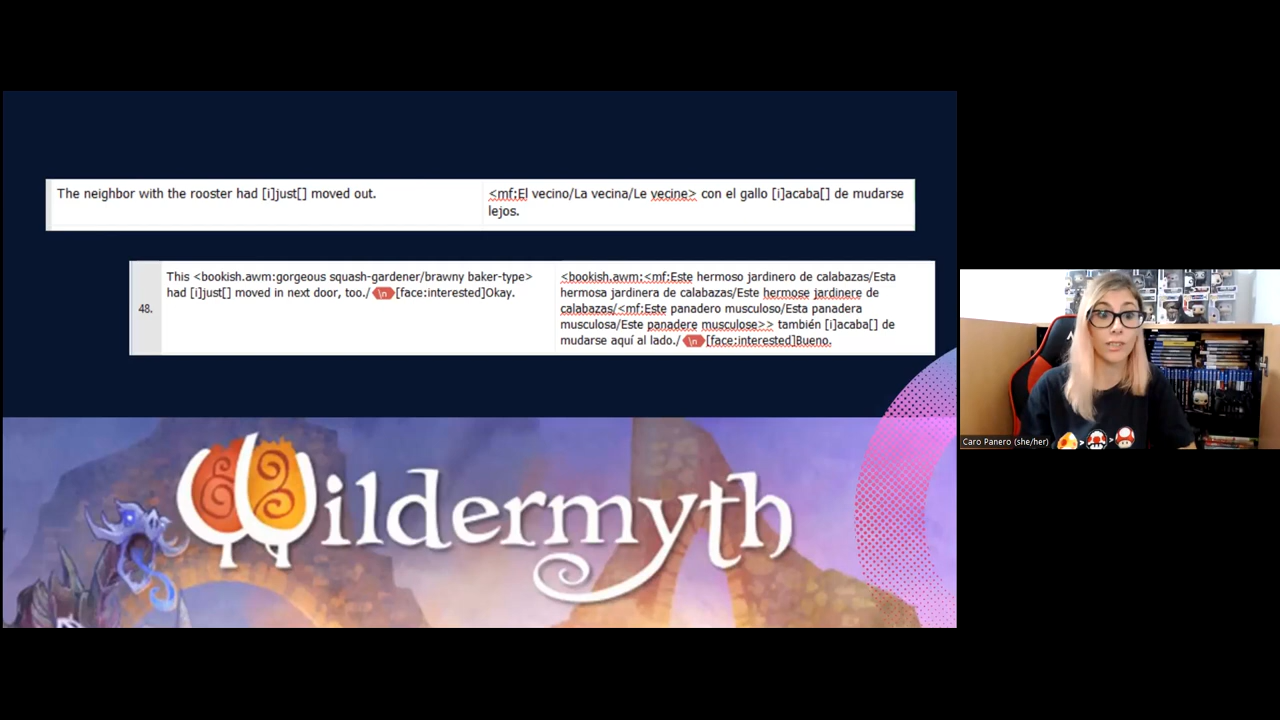 The neighbor with the rooster had [i]just[] moved out.
<mf:El vecino/La vecina/Le vecine> con el gallo [i]acaba[] de mudarse
lejos.
48.
This <bookish.awm:gorgeous squash-gardener/brawny baker-type>
had [i]just[] moved in next door, too./\n[face:interested]Okay.
<bookish.awm:<mf:Este hermoso jardinero de calabazas/Esta
hermosa jardinera de calabazas/Este hermose jardinere de
calabazas/<mf:Este panadero musculoso/Esta panadera
musculosa/Este panadere musculose>> también [i]acaba[] de
mudarse aquí al lado./\n[face:interested]Bueno.
Wildermyth
Caro Panero (she/her)